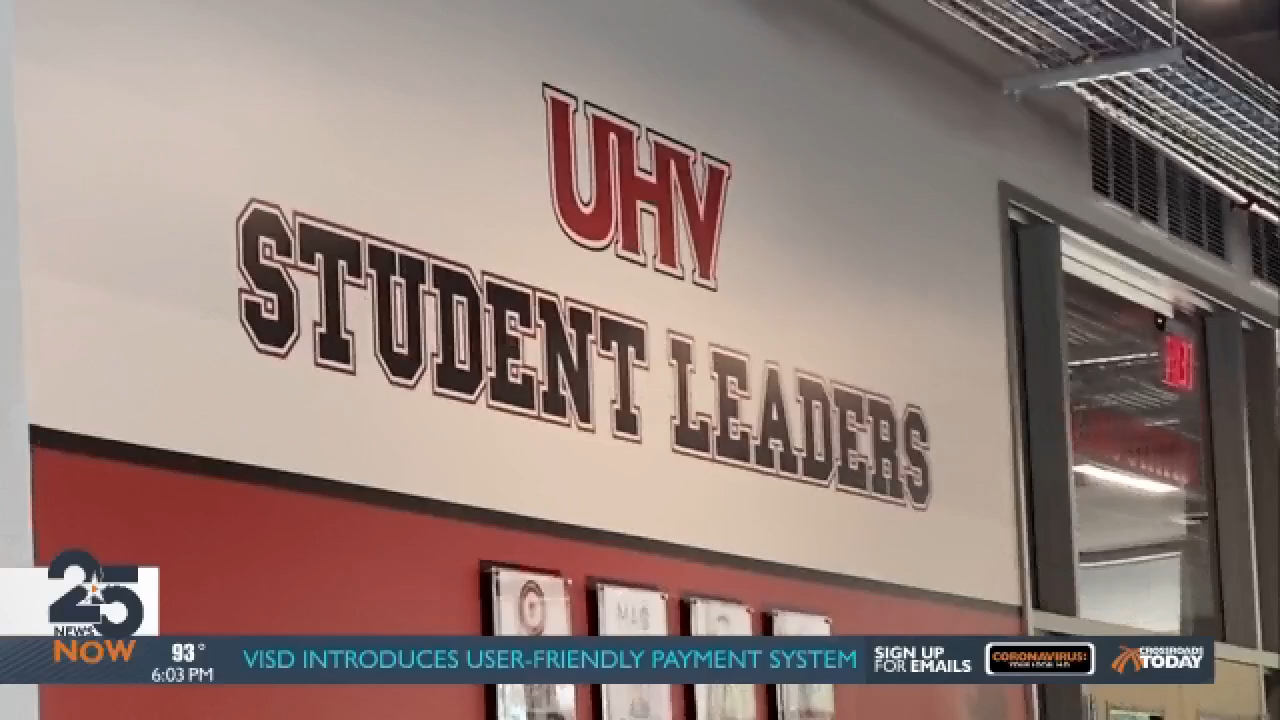 UHV
STUDENT LEADERS
25
NEWS
NOW
93°
6:03 PM
VISD INTRODUCES USER-FRIENDLY PAYMENT SYSTEM
SIGN UP
FOR EMAILS
CORONAVIRUS:
CROSSROADS
TODAY